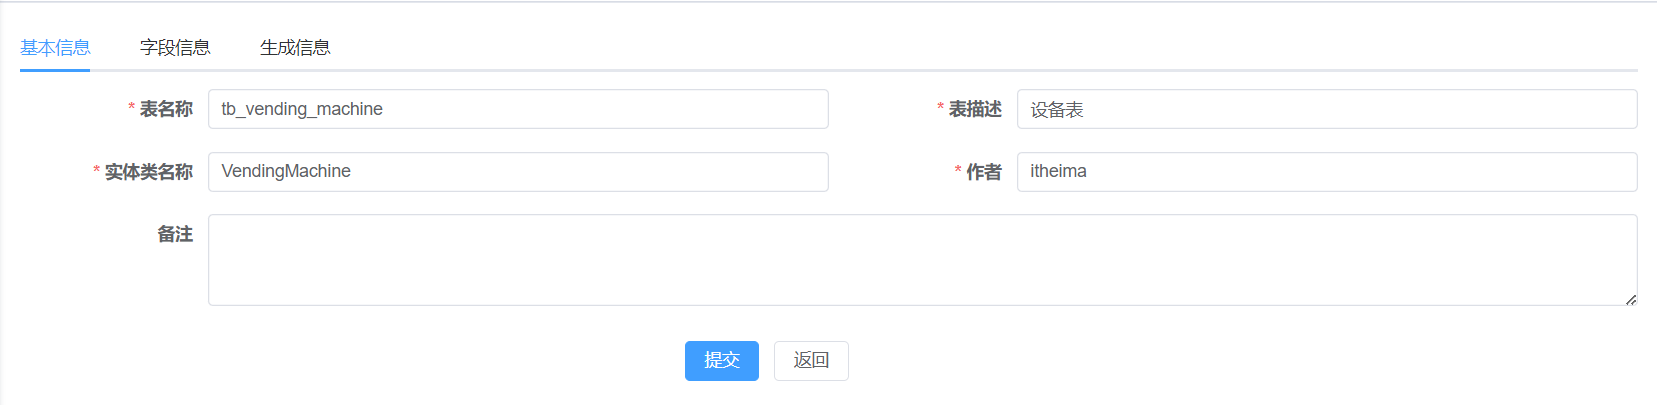 基本信息 字段信息 生成信息
* 表名称 tb_vending_machine * 表描述 设备表
* 实体类名称 VendingMachine * 作者 itheima
备注
提交 返回